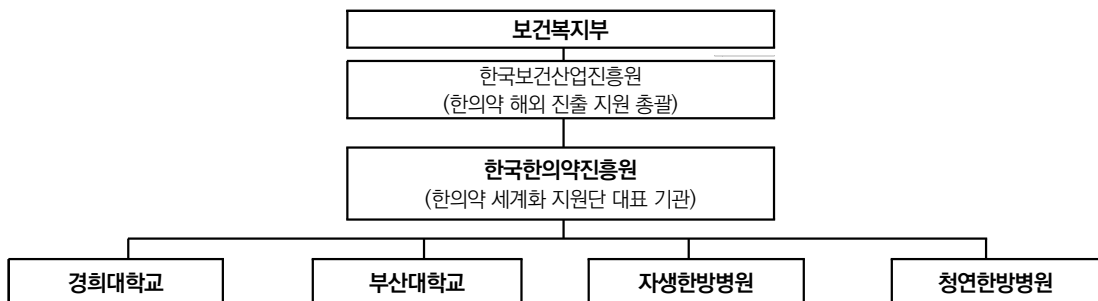 보건복지부
한국보건산업진흥원
(한의약 해외 진출 지원 총괄)
한국한의약진흥원
(한의약 세계화 지원단 대표 기관)
경희대학교 부산대학교 자생한방병원 청연한방병원